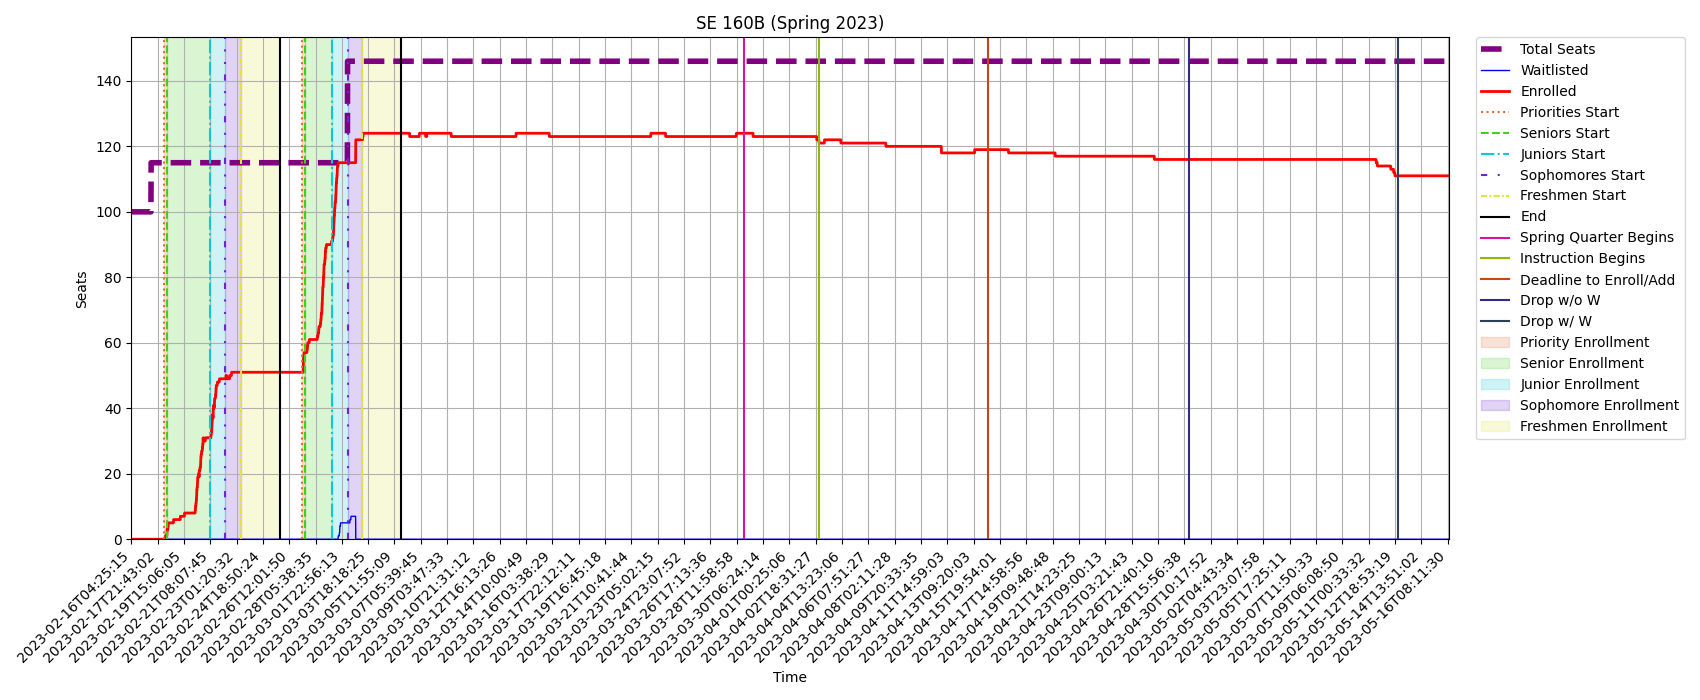 SE 160B (Spring 2023)
Seats
140
120
100
80
60
40
20
0
2023-02-16T04:25:15
2023-02-17T21:43:02
2023-02-19T15:06:05
2023-02-21T08:07:45
2023-02-23T01:20:32
2023-02-24T18:50:24
2023-02-26T12:01:50
2023-02-28T05:38:35
2023-03-01T22:56:13
2023-03-03T18:18:25
2023-03-05T11:55:09
2023-03-07T05:39:45
2023-03-09T03:47:33
2023-03-10T21:31:12
2023-03-12T16:13:26
2023-03-14T10:00:49
2023-03-16T03:38:29
2023-03-17T22:12:11
2023-03-19T16:45:18
2023-03-21T10:41:44
2023-03-23T05:02:15
2023-03-24T23:07:52
2023-03-26T17:13:36
2023-03-28T11:58:58
2023-03-30T06:24:14
2023-04-01T00:25:06
2023-04-02T18:31:27
2023-04-04T13:23:06
2023-04-06T07:51:27
2023-04-08T02:11:28
2023-04-09T20:33:35
2023-04-11T14:59:03
2023-04-13T09:20:03
2023-04-15T19:54:01
2023-04-17T14:58:56
2023-04-19T09:48:48
2023-04-21T14:23:25
2023-04-23T09:00:13
2023-04-25T03:21:43
2023-04-26T21:40:10
2023-04-28T15:56:38
2023-04-30T10:17:52
2023-05-02T04:43:34
2023-05-03T23:07:58
2023-05-05T17:25:11
2023-05-07T11:50:33
2023-05-09T06:08:50
2023-05-11T00:33:32
2023-05-12T18:53:19
2023-05-14T13:51:02
2023-05-16T08:11:30
Time
Total Seats
Waitlisted
Enrolled
Priorities Start
Seniors Start
Juniors Start
Sophomores Start
Freshmen Start
End
Spring Quarter Begins
Instruction Begins
Deadline to Enroll/Add
Drop w/o W
Drop w/ W
Priority Enrollment
Senior Enrollment
Junior Enrollment
Sophomore Enrollment
Freshmen Enrollment